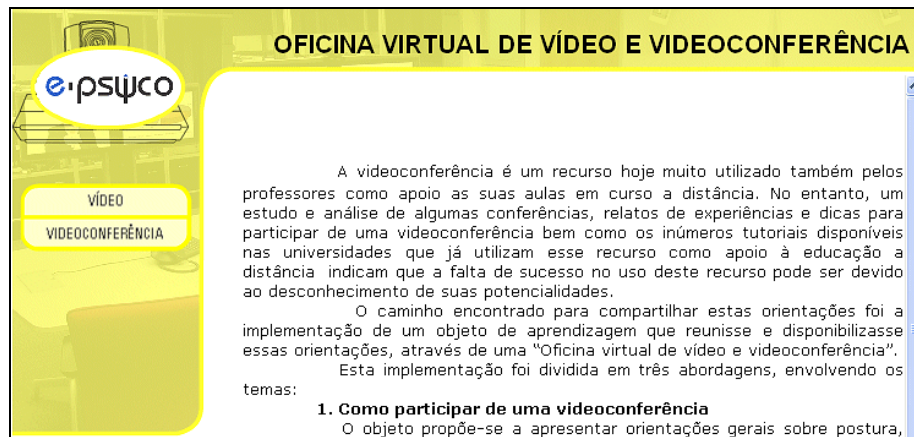 OFICINA VIRTUAL DE VÍDEO E VIDEOCONFERÊNCIA
e·psyco
VÍDEO
VIDEOCONFERÊNCIA
A videoconferência é um recurso hoje muito utilizado também pelos
professores como apoio as suas aulas em curso a distância. No entanto, um
estudo e análise de algumas conferências, relatos de experiências e dicas para
participar de uma videoconferência bem como os inúmeros tutoriais disponíveis
nas universidades que já utilizam esse recurso como apoio à educação a
distância indicam que a falta de sucesso no uso deste recurso pode ser devido
ao desconhecimento de suas potencialidades.
O caminho encontrado para compartilhar estas orientações foi a
implementação de um objeto de aprendizagem que reunisse e disponibilizasse
essas orientações, através de uma “Oficina virtual de vídeo e videoconferência”.
Esta implementação foi dividida em três abordagens, envolvendo os
temas:
1. Como participar de uma videoconferência
O objeto propõe-se a apresentar orientações gerais sobre postura,